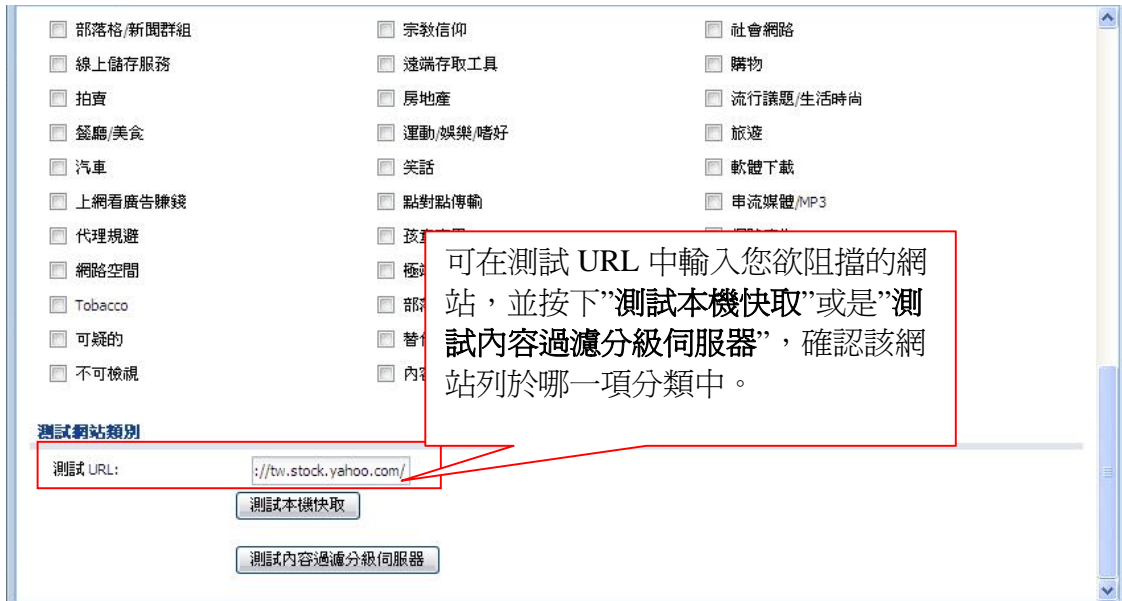 部落格/新聞群組 宗教信仰 社會網路
線上儲存服務 遠端存取工具 購物
拍賣 房地產 流行議題/生活時尚
餐廳/美食 運動/娛樂/嗜好 旅遊
汽車 笑話 軟體下載
上網看廣告賺錢 點對點傳輸 串流媒體/MP3
代理規避
網路空間
Tobacco
可疑的
不可檢視
可在測試 URL 中輸入您欲阻擋的網
站，並按下”測試本機快取”或是”測
試內容過濾分級伺服器”，確認該網
站列於哪一項分類中。
測試網站類別
測試 URL: ://tw.stock.yahoo.com/
測試本機快取
測試內容過濾分級伺服器